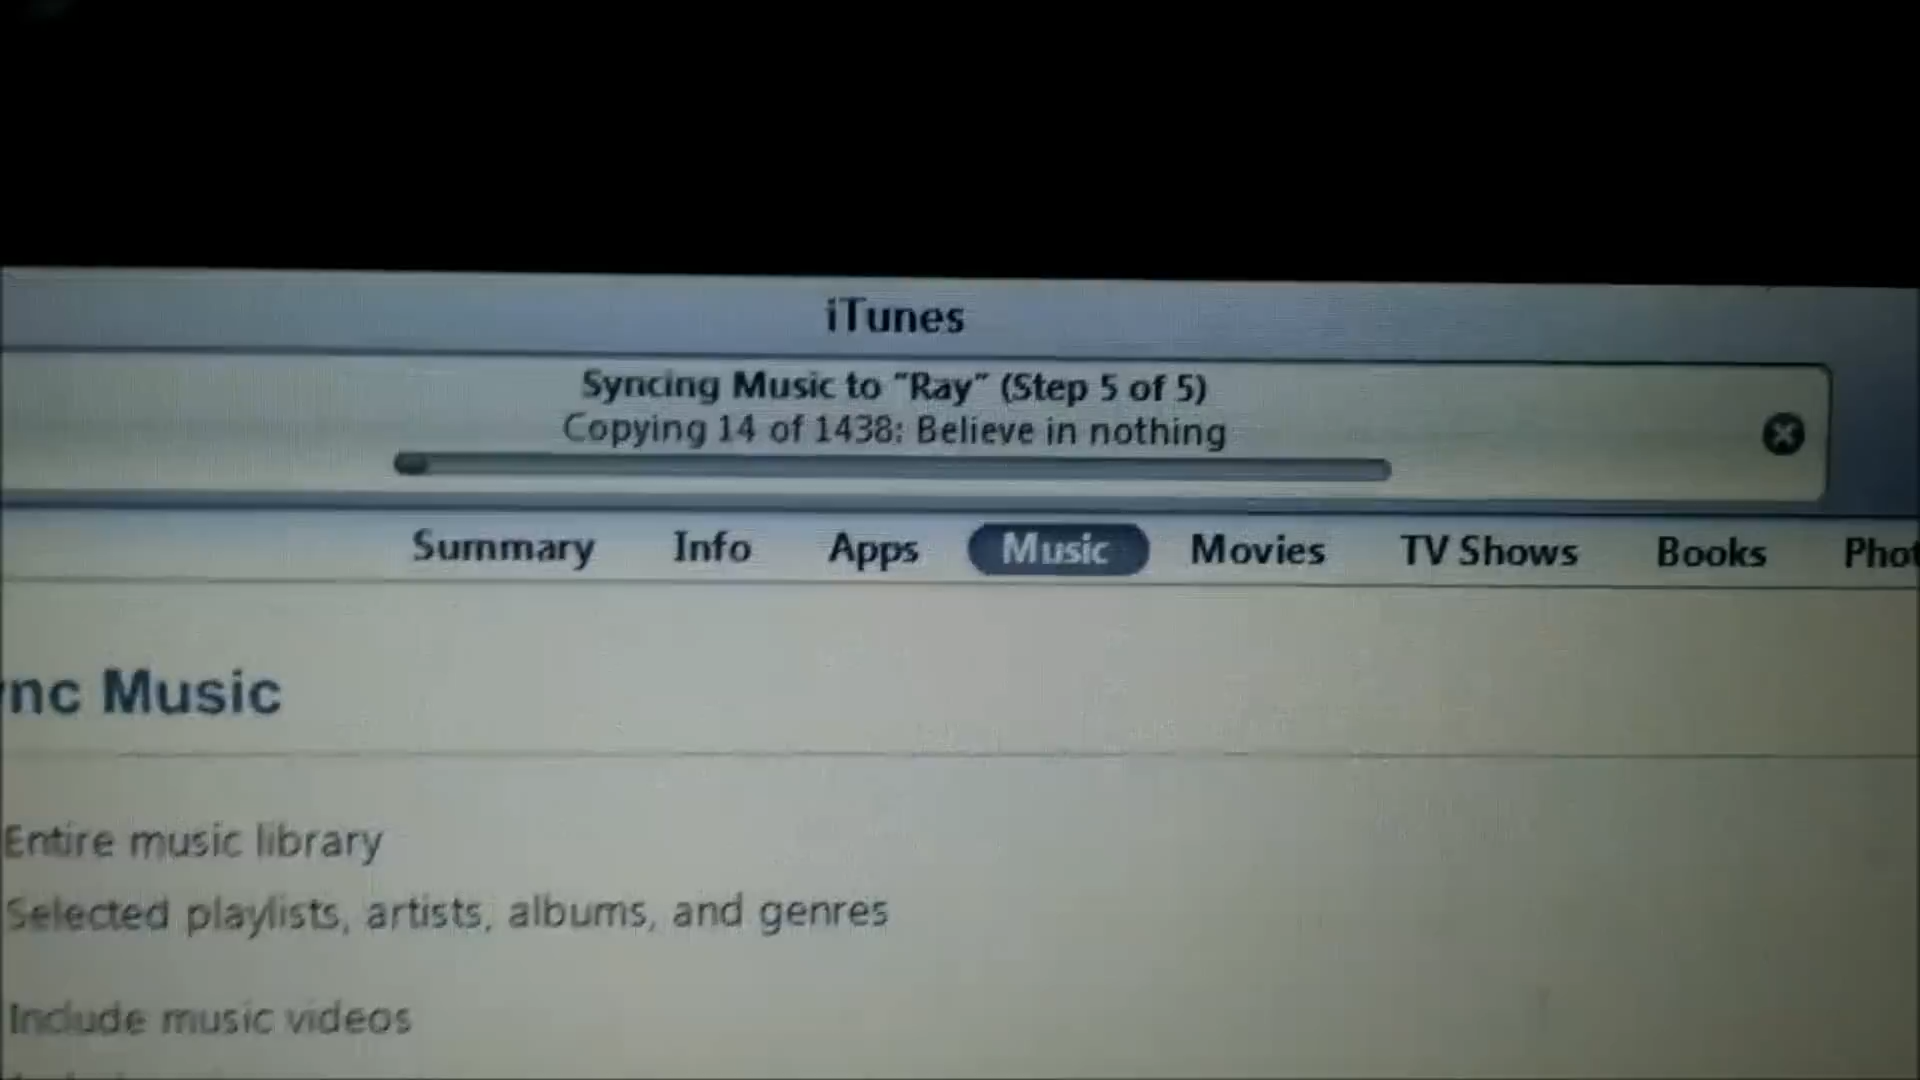 iTunes
Syncing Music to "Ray" (Step 5 of 5)
Copying 14 of 1438: Believe in nothing
Summary Info Apps Music Movies TV Shows Books Phot
nc Music
Entire music library
Selected playlists, artists, albums, and genres
Include music videos